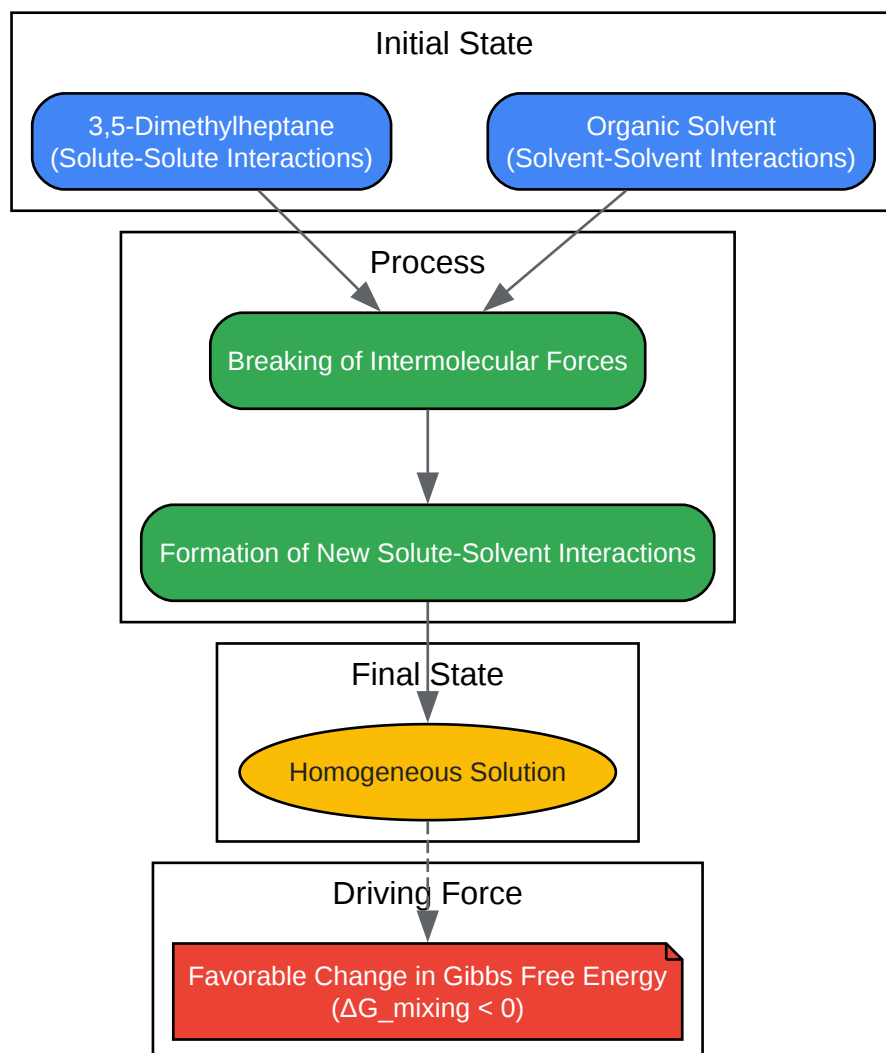 Initial State
3,5-Dimethylheptane
(Solute-Solute Interactions)
Organic Solvent
(Solvent-Solvent Interactions)
Process
Breaking of Intermolecular Forces
Formation of New Solute-Solvent Interactions
Final State
Homogeneous Solution
Driving Force
Favorable Change in Gibbs Free Energy
(ΔG_mixing < 0)